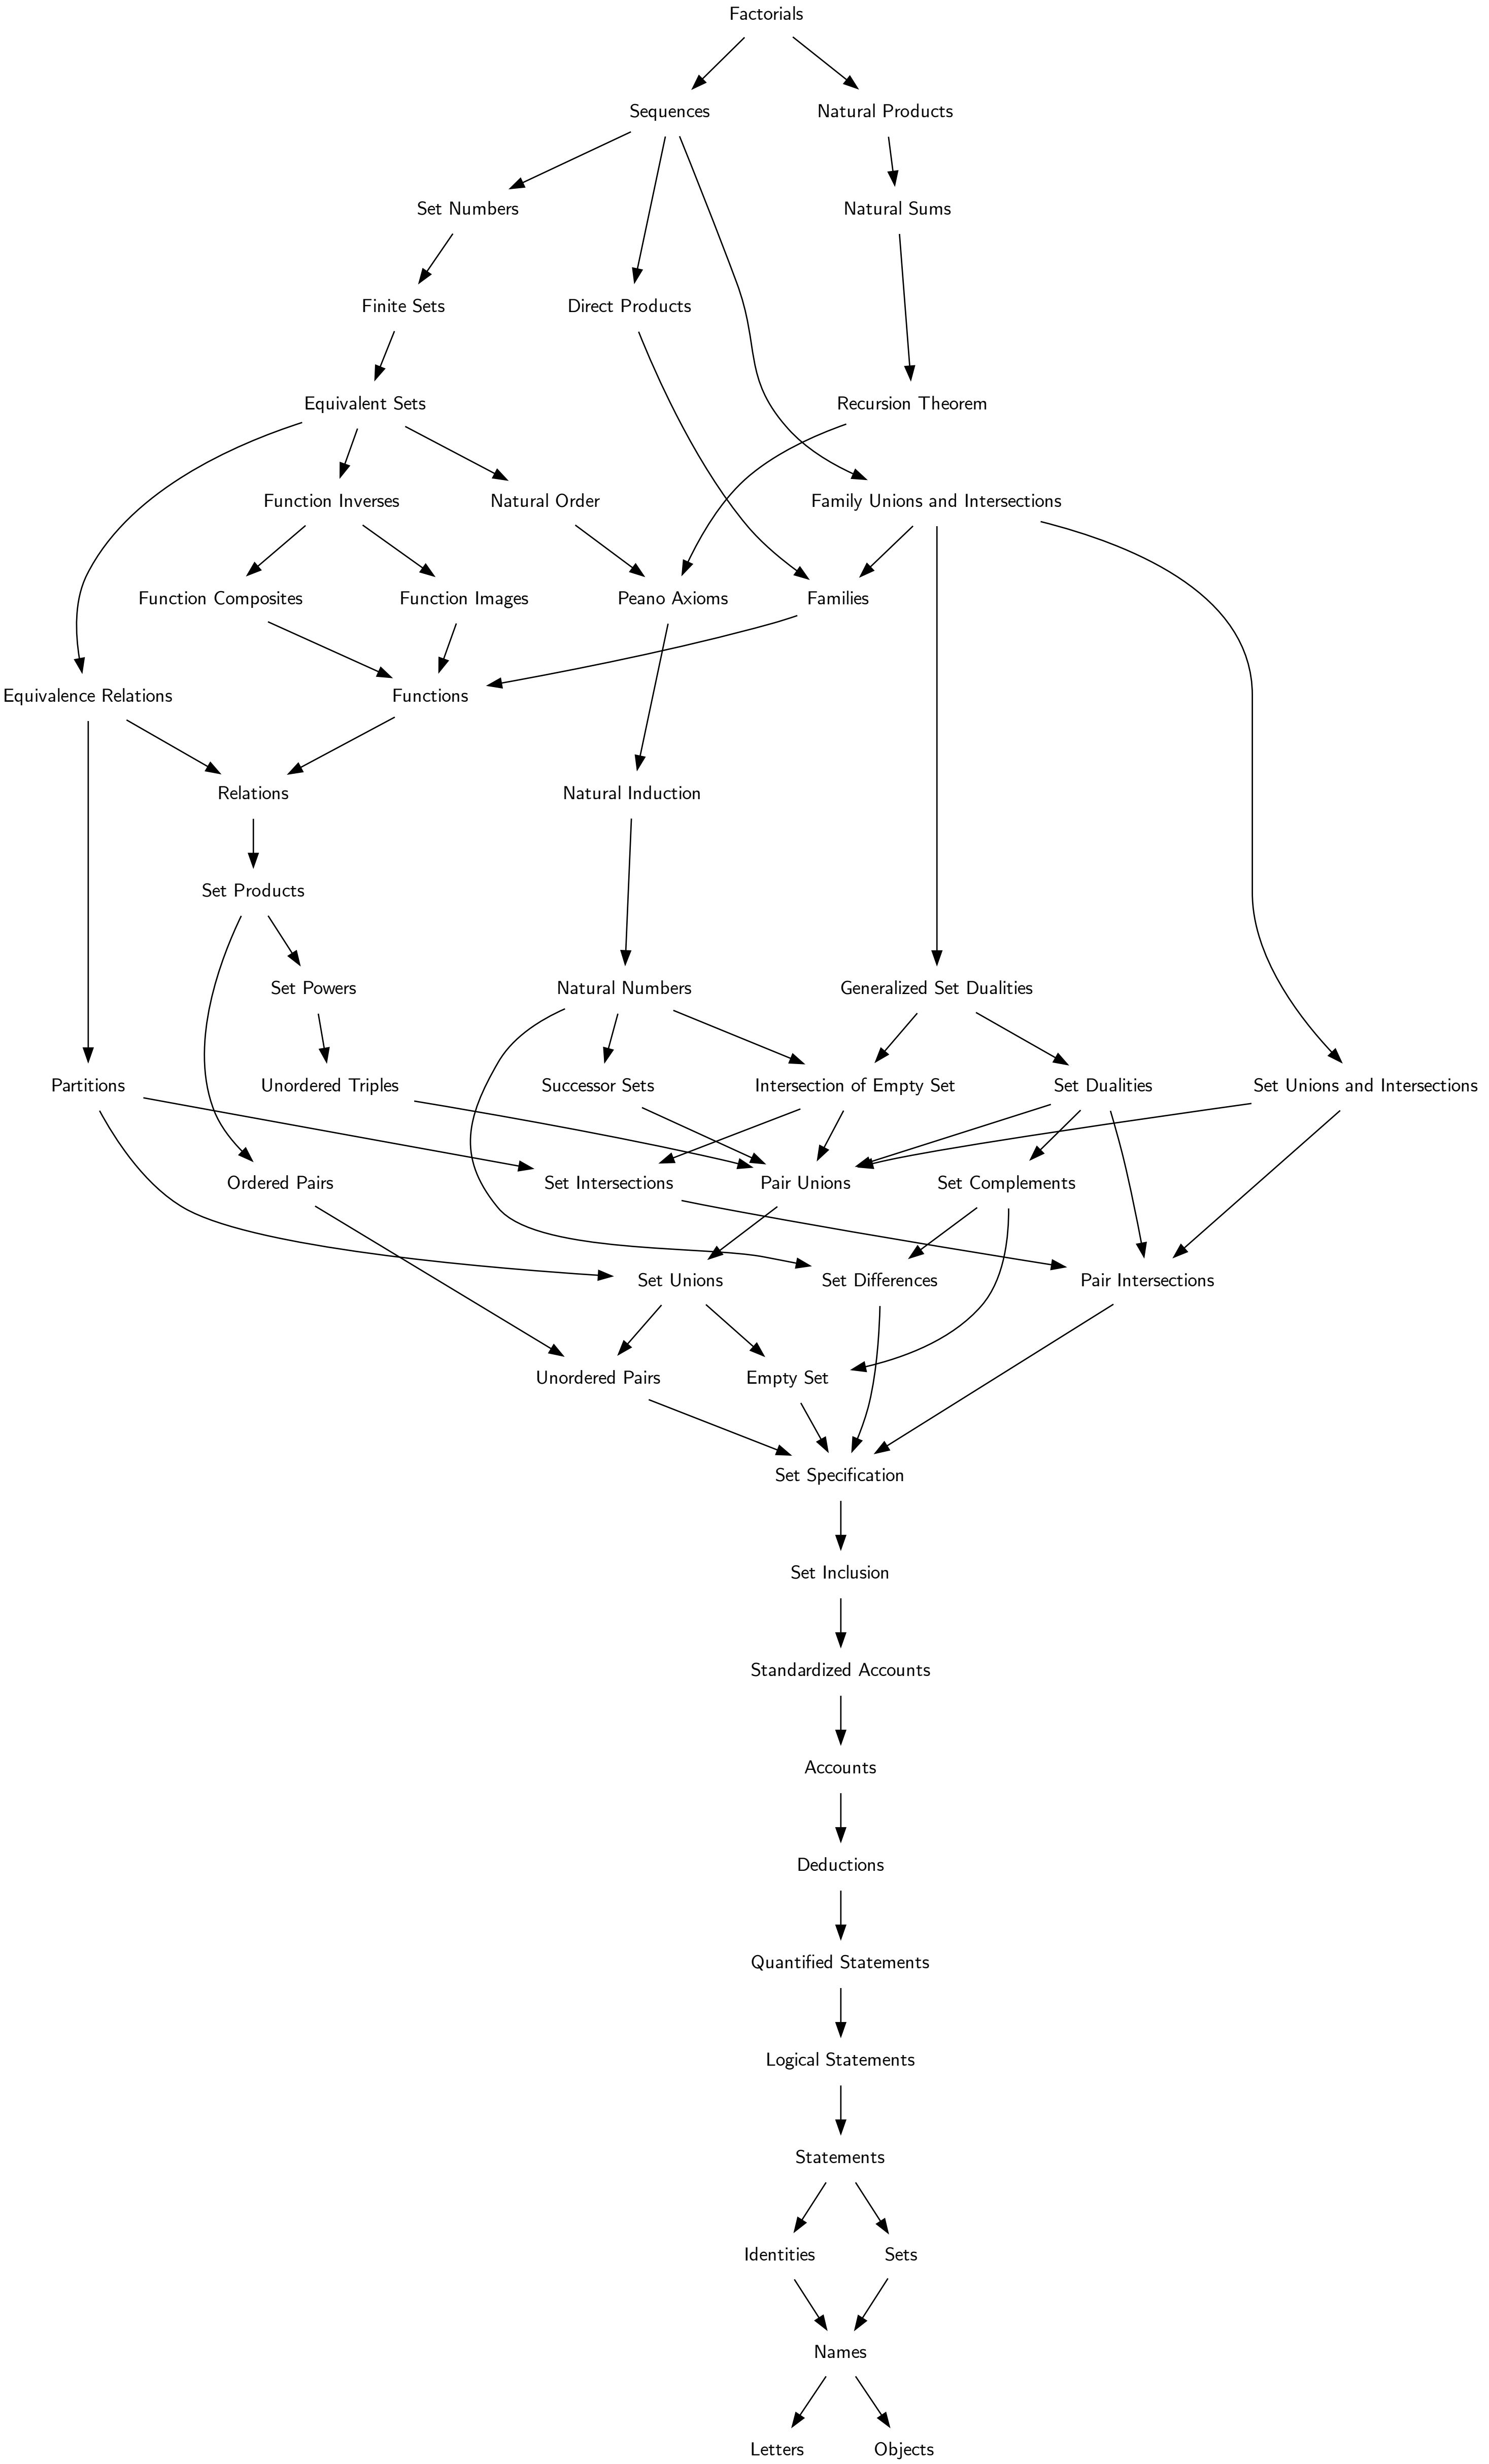 Factorials
Sequences
Natural Products
Set Numbers
Natural Sums
Finite Sets
Direct Products
Equivalent Sets
Recursion Theorem
Function Inverses
Natural Order
Family Unions and Intersections
Function Composites
Function Images
Peano Axioms
Families
Equivalence Relations
Functions
Relations
Natural Induction
Set Products
Set Powers
Natural Numbers
Generalized Set Dualities
Partitions
Unordered Triples
Successor Sets
Intersection of Empty Set
Set Dualities
Set Unions and Intersections
Ordered Pairs
Set Intersections
Pair Unions
Set Complements
Set Unions
Set Differences
Pair Intersections
Unordered Pairs
Empty Set
Set Specification
Set Inclusion
Standardized Accounts
Accounts
Deductions
Quantified Statements
Logical Statements
Statements
Identities
Sets
Names
Letters
Objects